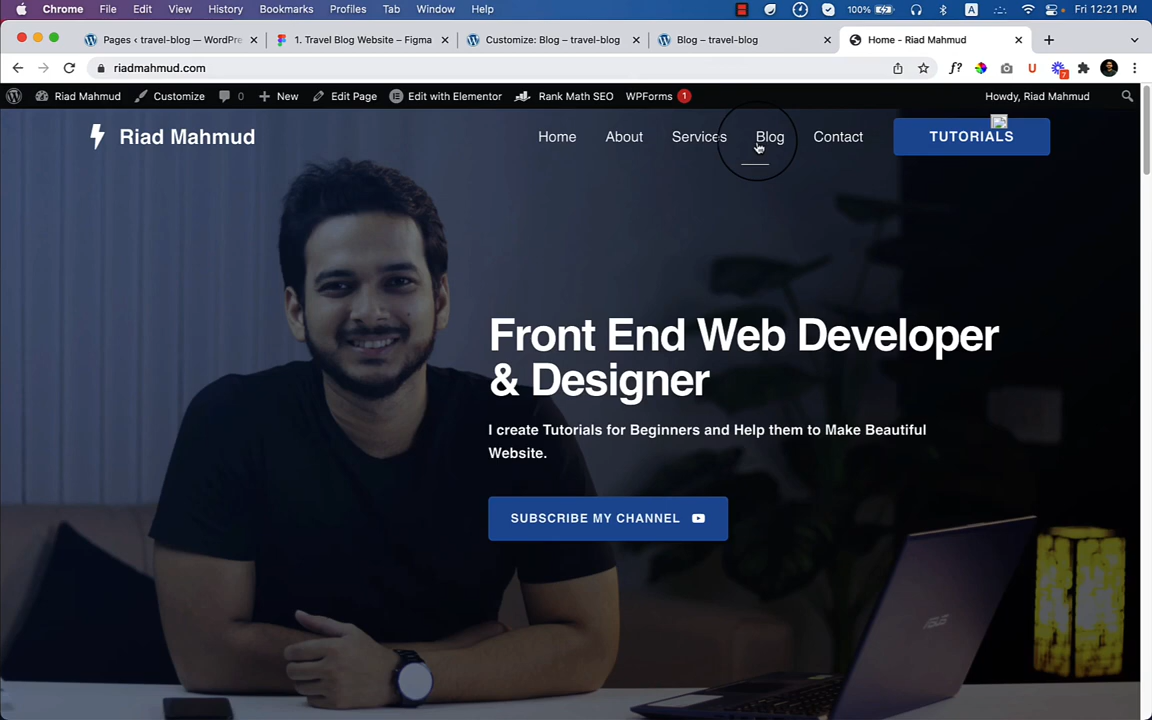 Chrome File Edit View History Bookmarks Profiles Tab Window Help 100% A Fri 12:21 PM
Pages ‹ travel-blog — WordPre 1. Travel Blog Website – Figma Customize: Blog – travel-blog Blog – travel-blog Home - Riad Mahmud
riadmahmud.com f? U 7
Riad Mahmud Customize 0 New Edit Page Edit with Elementor Rank Math SEO WPForms 1 Howdy, Riad Mahmud
Riad Mahmud Home About Services Blog Contact TUTORIALS
Front End Web Developer
& Designer
I create Tutorials for Beginners and Help them to Make Beautiful
Website.
SUBSCRIBE MY CHANNEL
ASUS